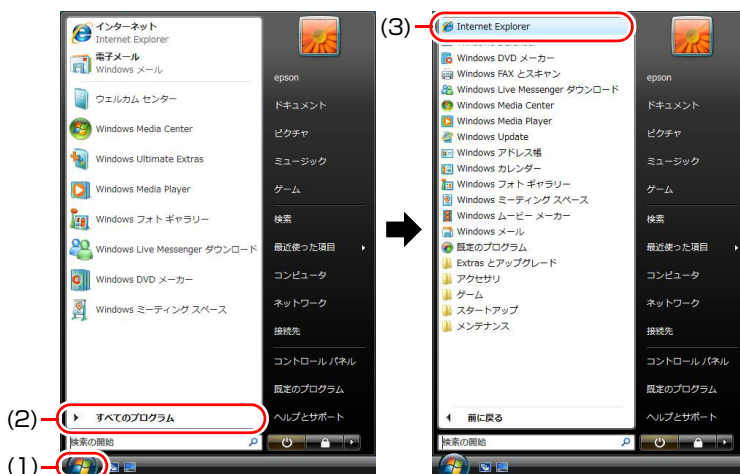 インターネット
Internet Explorer
電子メール
Windows メール
ウェルカム センター
Windows Media Center
Windows Ultimate Extras
Windows Media Player
Windows フォト ギャラリー
Windows Live Messenger ダウンロード
Windows DVD メーカー
Windows ミーティング スペース
(2)
すべてのプログラム
検索の開始
(1)
epson
ドキュメント
ピクチャ
ミュージック
ゲーム
検索
最近使った項目
コンピュータ
ネットワーク
接続先
コントロール パネル
既定のプログラム
ヘルプとサポート
(3)
Internet Explorer
Windows DVD メーカー
Windows FAX とスキャン
Windows Live Messenger ダウンロード
Windows Media Center
Windows Media Player
Windows Update
Windows アドレス帳
Windows カレンダー
Windows フォト ギャラリー
Windows ミーティング スペース
Windows ムービー メーカー
Windows メール
既定のプログラム
Extras とアップグレード
アクセサリ
ゲーム
スタートアップ
メンテナンス
前に戻る
検索の開始
epson
ドキュメント
ピクチャ
ミュージック
ゲーム
検索
最近使った項目
コンピュータ
ネットワーク
接続先
コントロール パネル
既定のプログラム
ヘルプとサポート